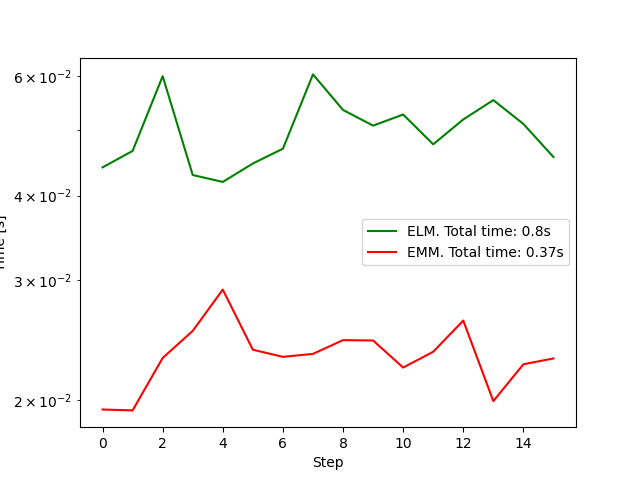 6 × 10⁻²
4 × 10⁻²
3 × 10⁻²
2 × 10⁻²
ELM. Total time: 0.8s
EMM. Total time: 0.37s
0 2 4 6 8 10 12 14
Step